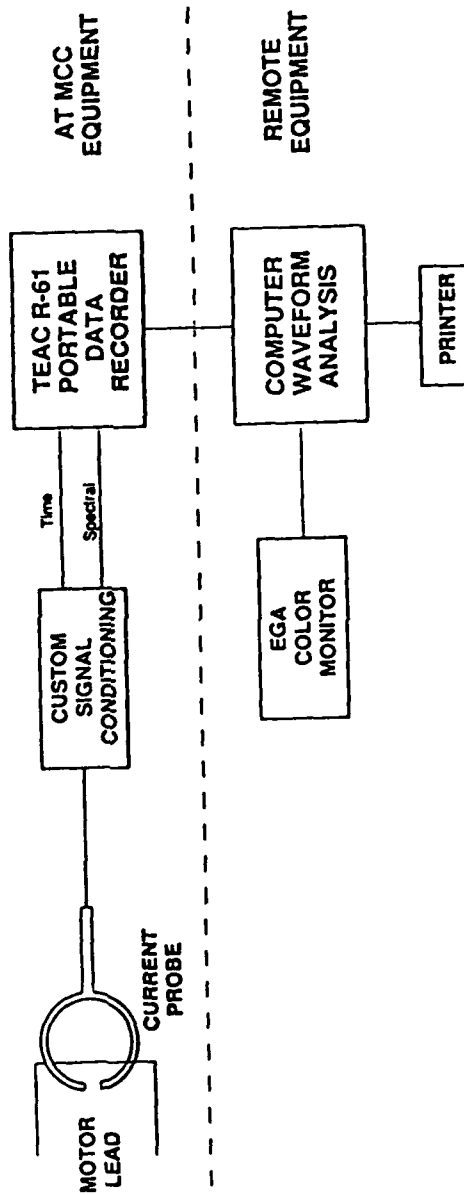 MOTOR
LEAD
CURRENT
PROBE
CUSTOM
SIGNAL
CONDITIONING
Time
Spectral
TEAC R-61
PORTABLE
DATA
RECORDER
AT MCC
EQUIPMENT
EGA
COLOR
MONITOR
COMPUTER
WAVEFORM
ANALYSIS
PRINTER
REMOTE
EQUIPMENT